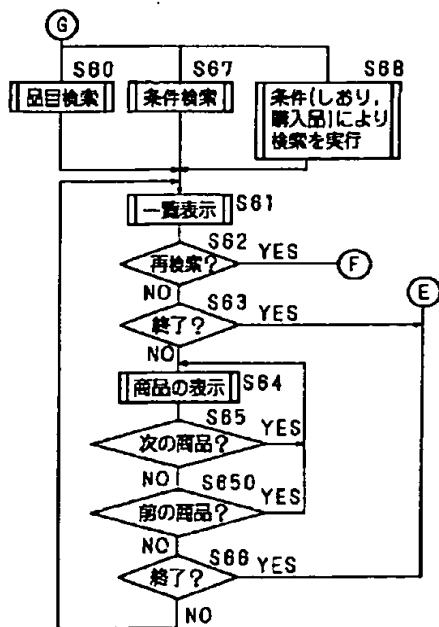 G
S60
S67
S68
品目検索
条件検索
条件(しおり,
購入品)により
検索を実行
一覧表示
S61
S62
再検索?
YES
F
NO
S63
E
終了?
YES
NO
商品の表示
S64
S65
次の商品?
YES
NO
S650
前の商品?
YES
NO
S66
終了?
YES
NO